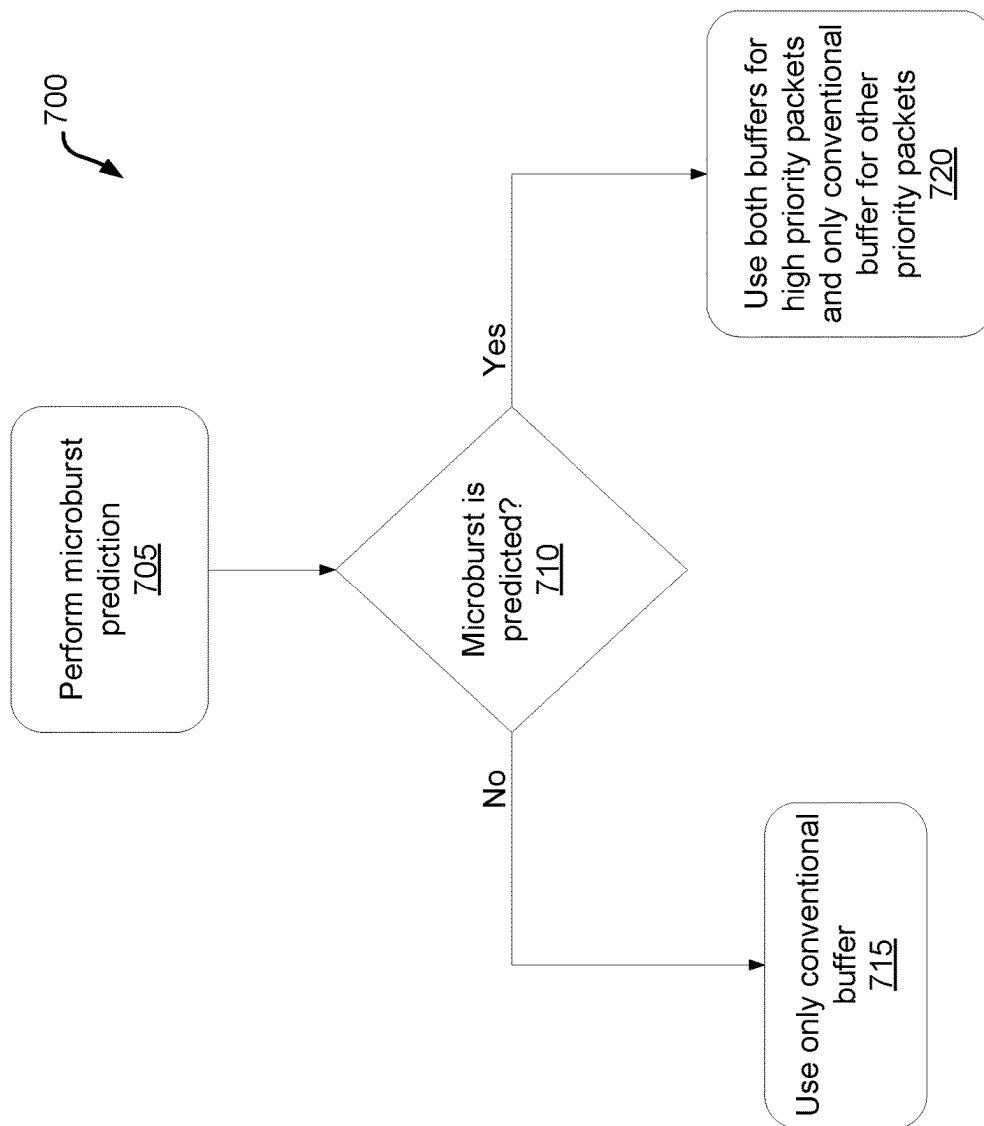 700
Perform microburst
prediction
705
Microburst is
predicted?
710
No
Yes
Use only conventional
buffer
715
Use both buffers for
high priority packets
and only conventional
buffer for other
priority packets
720